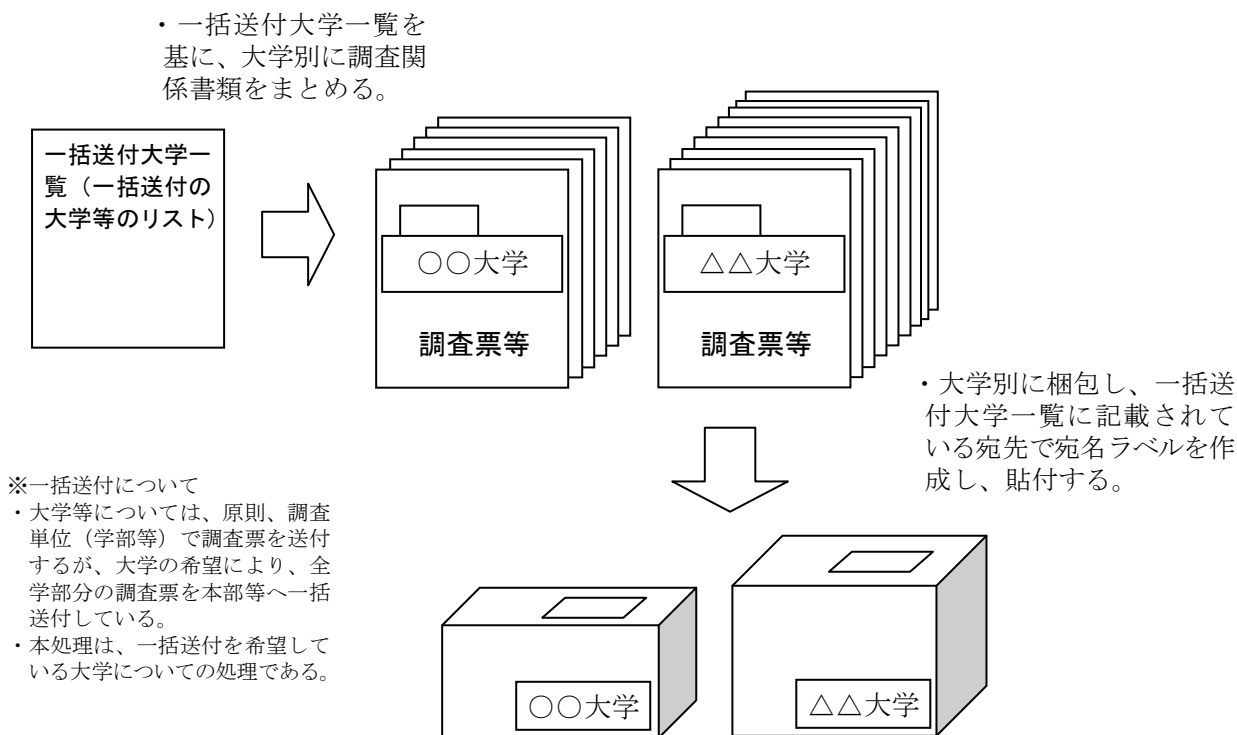 ・一括送付大学一覧を
基に、大学別に調査関
係書類をまとめる。
一括送付大学一
覧（一括送付の
大学等のリスト）
○○大学
調査票等
△△大学
調査票等
・大学別に梱包し、一括送
付大学一覧に記載されて
いる宛先で宛名ラベルを作
成し、貼付する。
※一括送付について
・大学等については、原則、調査
単位（学部等）で調査票を送付
するが、大学の希望により、全
学部分の調査票を本部等へ一括
送付している。
・本処理は、一括送付を希望して
いる大学についての処理である。
○○大学
△△大学